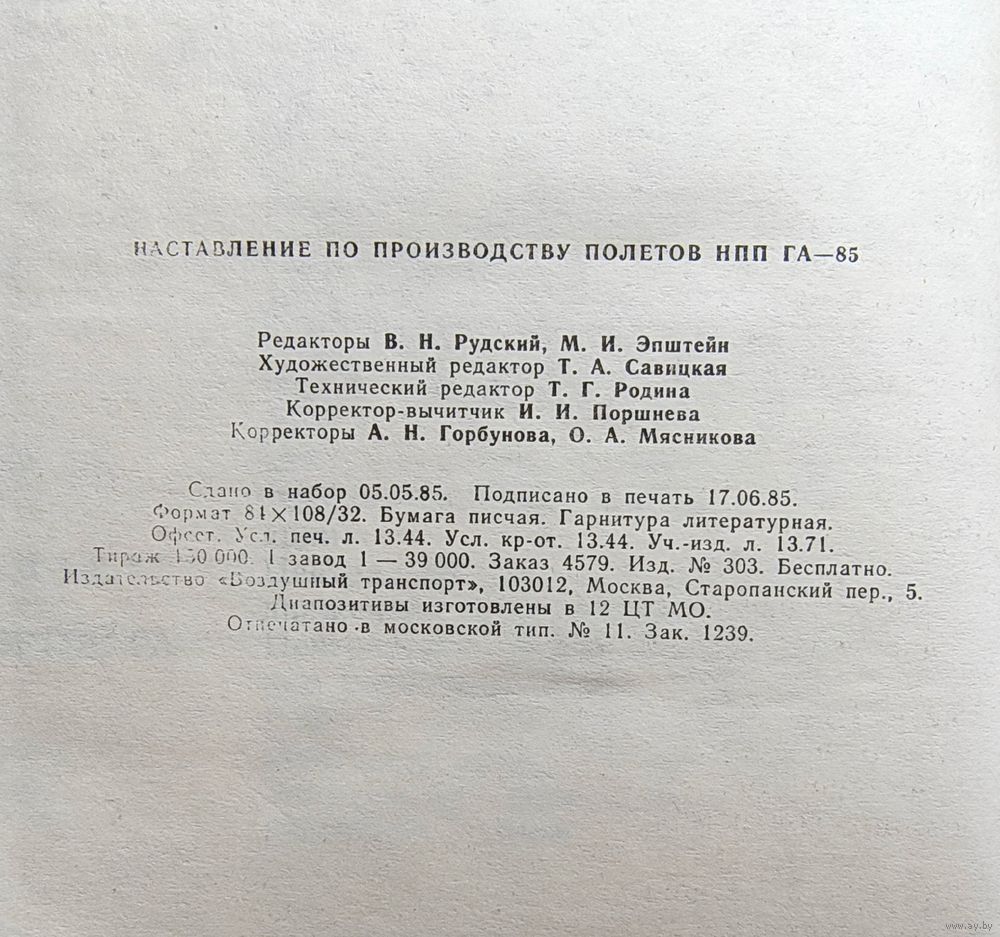 НАСТАВЛЕНИЕ ПО ПРОИЗВОДСТВУ ПОЛЕТОВ НПП ГА—85
Редакторы В. Н. Рудский, М. И. Эпштейн
Художественный редактор Т. А. Савицкая
Технический редактор Т. Г. Родина
Корректор-вычитчик И. И. Поршнева
Корректоры А. Н. Горбунова, О. А. Мясникова
Сдано в набор 05.05.85. Подписано в печать 17.06.85.
Формат 84×108/32. Бумага писчая. Гарнитура литературная.
Офсет. Усл. печ. л. 13.44. Усл. кр-от. 13.44. Уч.-изд. л. 13.71.
Тираж 1 завод 1 — 39 000. Заказ 4579. Изд. № 303. Бесплатно.
Издательство «Воздушный транспорт», 103012, Москва, Старопанский пер., 5.
Диапозитивы изготовлены в 12 ЦТ МО.
Отпечатано в московской тип. № 11. Зак. 1239.
www.ay.by